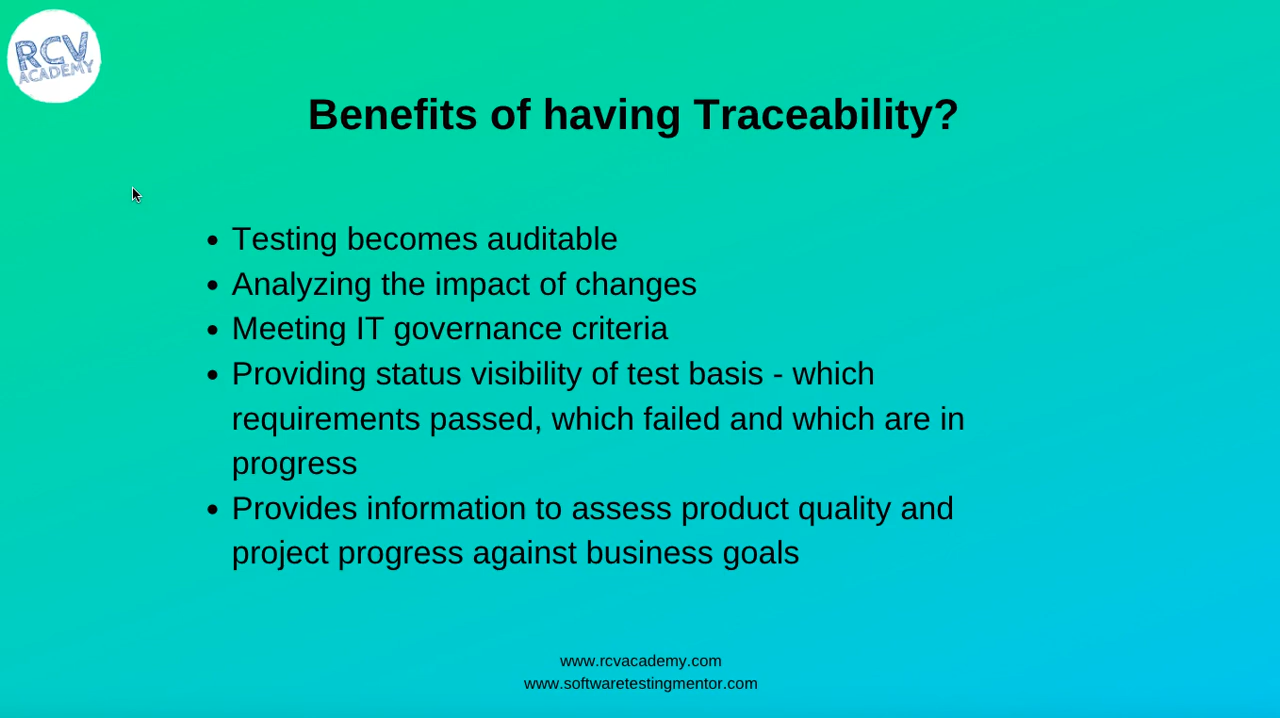 RCV
ACADEMY
Benefits of having Traceability?
• Testing becomes auditable
• Analyzing the impact of changes
• Meeting IT governance criteria
• Providing status visibility of test basis - which
requirements passed, which failed and which are in
progress
• Provides information to assess product quality and
project progress against business goals
www.rcvacademy.com
www.softwaretestingmentor.com